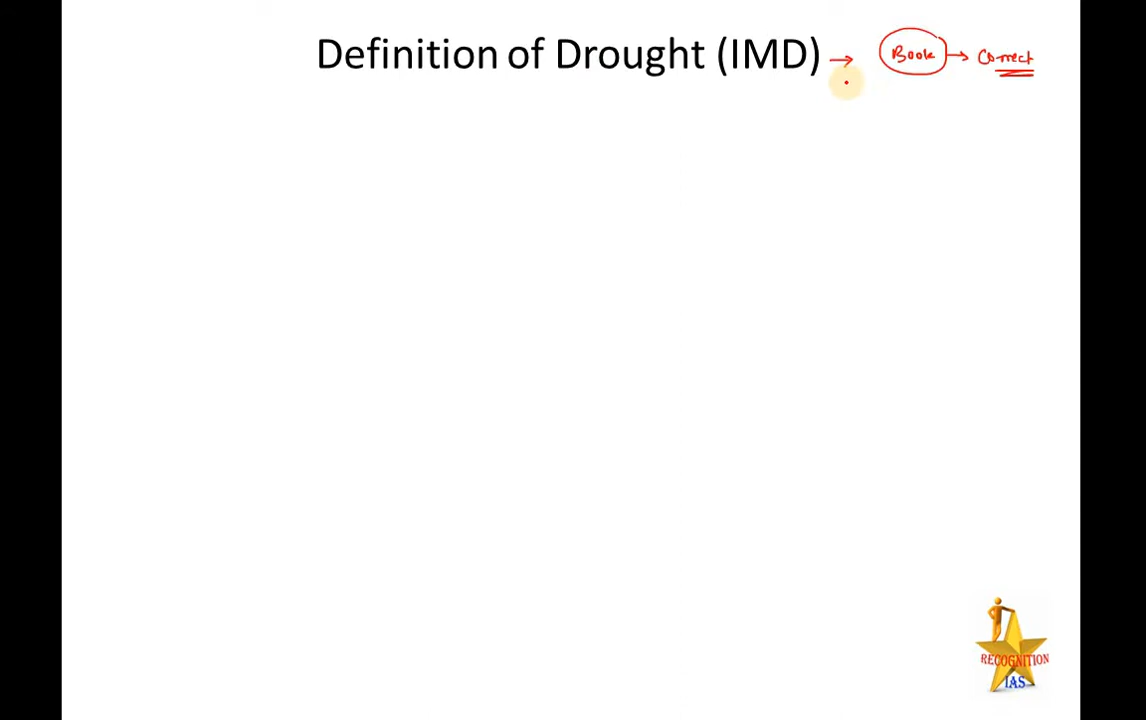 Definition of Drought (IMD) → Book → Correct
RECOGNITION
IAS